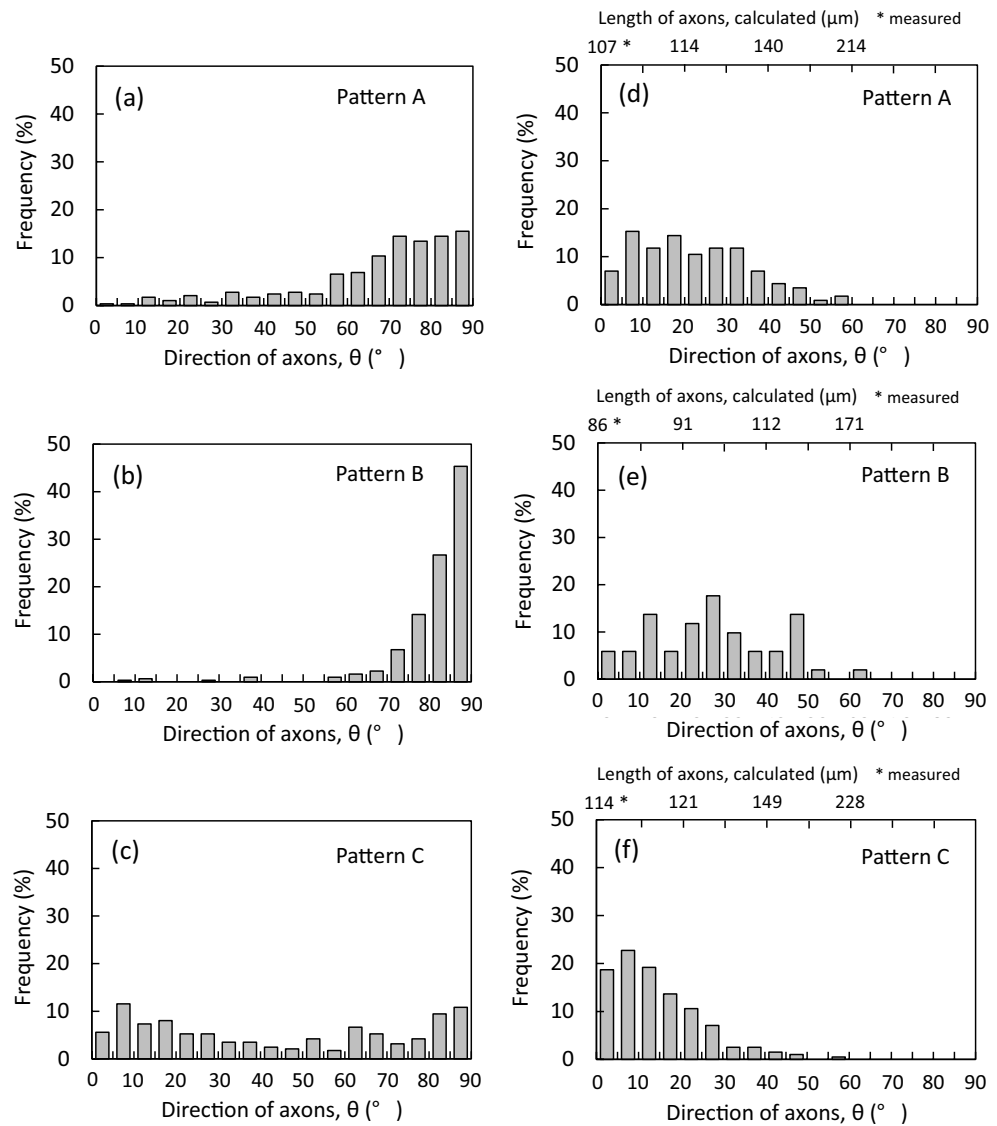 Length of axons, calculated (μm) * measured
107 * 114 140 214
50
40
30
20
10
0
Frequency (%)
(a)
Pattern A
0 10 20 30 40 50 60 70 80 90
Direction of axons, θ (° )
50
40
30
20
10
0
Frequency (%)
(d)
Pattern A
0 10 20 30 40 50 60 70 80 90
Direction of axons, θ (° )
Length of axons, calculated (μm) * measured
86 * 91 112 171
50
40
30
20
10
0
Frequency (%)
(b)
Pattern B
0 10 20 30 40 50 60 70 80 90
Direction of axons, θ (° )
50
40
30
20
10
0
Frequency (%)
(e)
Pattern B
0 10 20 30 40 50 60 70 80 90
Direction of axons, θ (° )
Length of axons, calculated (μm) * measured
114 * 121 149 228
50
40
30
20
10
0
Frequency (%)
(c)
Pattern C
0 10 20 30 40 50 60 70 80 90
Direction of axons, θ (° )
50
40
30
20
10
0
Frequency (%)
(f)
Pattern C
0 10 20 30 40 50 60 70 80 90
Direction of axons, θ (° )